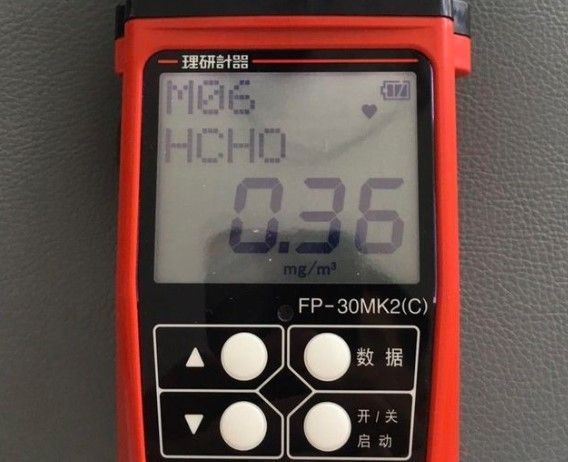 理研計器
M06
HCHO
0.36
mg/m³
FP-30MK2(C)
▲
数据
▼
开/关
启动